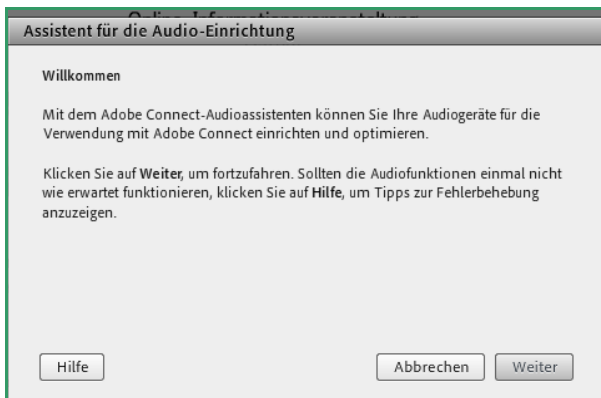 Assistent für die Audio-Einrichtung
Willkommen
Mit dem Adobe Connect-Audioassistenten können Sie Ihre Audiogeräte für die
Verwendung mit Adobe Connect einrichten und optimieren.
Klicken Sie auf Weiter, um fortzufahren. Sollten die Audiofunktionen einmal nicht
wie erwartet funktionieren, klicken Sie auf Hilfe, um Tipps zur Fehlerbehebung
anzuzeigen.
Hilfe
Abbrechen
Weiter